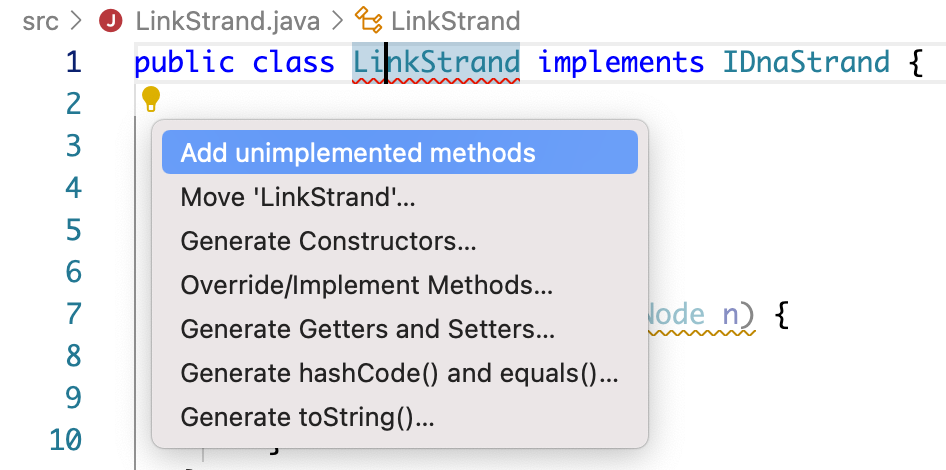 src > J LinkStrand.java > LinkStrand
1 public class LinkStrand implements IDnaStrand {
2
3 Add unimplemented methods
4 Move 'LinkStrand'...
5 Generate Constructors...
6 Override/Implement Methods...
7 Node n) {
Generate Getters and Setters...
8
9 Generate hashCode() and equals()...
10 Generate toString()...
}